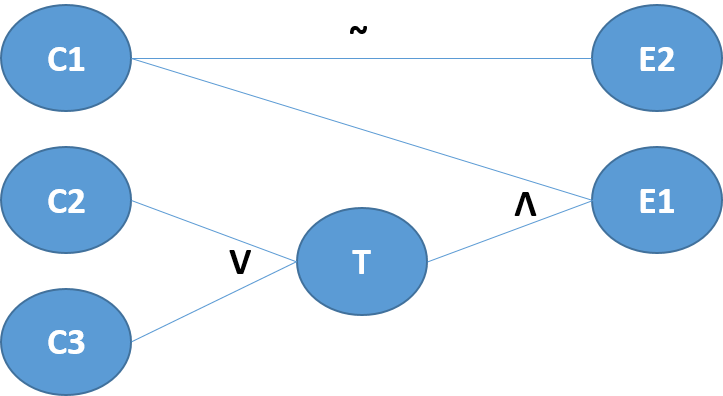 ~
C1 E2
C2 E1
Λ
V T
C3